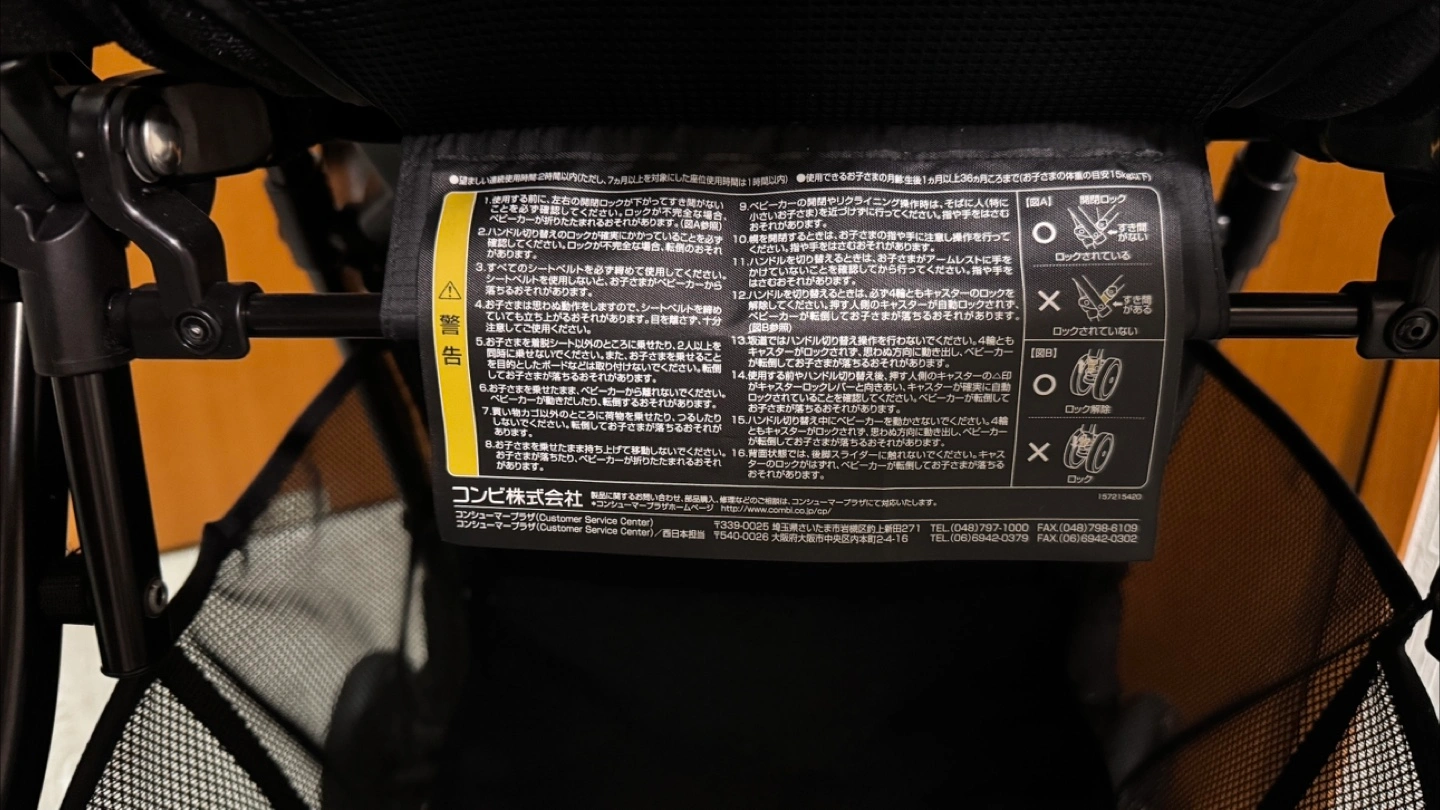 ●望ましい連続使用時間:2時間以内(ただし、7ヵ月以上を対象にした座位使用時間は1時間以内) ●使用できるお子さまの月齢:生後1ヵ月以上36ヵ月ころまで(お子さまの体重の目安15kg以下)
警告
1.使用する前に、左右の開閉ロックが下がってすき間がない
ことを必ず確認してください。ロックが不完全な場合、
ベビーカーが折りたたまれるおそれがあります。(図A参照)
2.ハンドル切り替えのロックが確実にかかっていることを必ず
確認してください。ロックが不完全な場合、転倒のおそれ
があります。
3.すべてのシートベルトを必ず締めて使用してください。
シートベルトを使用しないと、お子さまがベビーカーから
落ちるおそれがあります。
4.お子さまは思わぬ動作をしますので、シートベルトを締め
ていても立ち上がるおそれがあります。目を離さず、十分
注意してご使用ください。
5.お子さまを着脱シート以外のところに乗せたり、2人以上を
同時に乗せないでください。また、お子さまを乗せること
を目的としたボードなどは取り付けないでください。転倒
してお子さまが落ちるおそれがあります。
6.お子さまを乗せたまま、ベビーカーから離れないでください。
ベビーカーが動きだしたり、転倒するおそれがあります。
7.買い物カゴ以外のところに荷物を乗せたり、つるしたり
しないでください。転倒してお子さまが落ちるおそれが
あります。
8.お子さまを乗せたまま持ち上げて移動しないでください。
お子さまが落ちたり、ベビーカーが折りたたまれるおそれ
があります。
9.ベビーカーの開閉やリクライニング操作時は、そばに人(特に
小さいお子さま)を近づけずに行ってください。指や手をはさむ
おそれがあります。
10.幌を開閉するときは、お子さまの指や手に注意し操作を行って
ください。指や手をはさむおそれがあります。
11.ハンドルを切り替えるときは、お子さまがアームレストに手を
かけていないことを確認してから行ってください。指や手を
はさむおそれがあります。
12.ハンドルを切り替えるときは、必ず4輪ともキャスターのロックを
解除してください。押す人側のキャスターが自動ロックされず、
ベビーカーが転倒してお子さまが落ちるおそれがあります。
(図B参照)
13.坂道ではハンドル切り替え操作を行わないでください。4輪とも
キャスターがロックされず、思わぬ方向に動き出し、ベビーカー
が転倒してお子さまが落ちるおそれがあります。
14.使用する前やハンドル切り替え後、押す人側のキャスターの△印
がキャスターロックレバーと向きあい、キャスターが確実に自動
ロックされていることを確認してください。ベビーカーが転倒して
お子さまが落ちるおそれがあります。
15.ハンドル切り替え中にベビーカーを動かさないでください。4輪
ともキャスターがロックされず、思わぬ方向に動き出し、ベビーカー
が転倒してお子さまが落ちるおそれがあります。
16.背面状態では、後脚スライダーに触れないでください。キャス
ターのロックがはずれ、ベビーカーが転倒してお子さまが落ちる
おそれがあります。
【図A】 開閉ロック
すき間
がない
ロックされている
すき間
がある
ロックされていない
【図B】
ロック解除
ロック
コンビ株式会社 製品に関するお問い合わせ、部品購入、修理などのご相談は、コンシューマープラザにて対応いたします。
*コンシューマープラザホームページ http://www.combi.co.jp/cp/
157215420
コンシューマープラザ(Customer Service Center) 〒339-0025 埼玉県さいたま市岩槻区釣上新田271 TEL.(048)797-1000 FAX.(048)798-6109
コンシューマープラザ(Customer Service Center)/西日本担当 〒540-0026 大阪府大阪市中央区内本町2-4-16 TEL.(06)6942-0379 FAX.(06)6942-0302